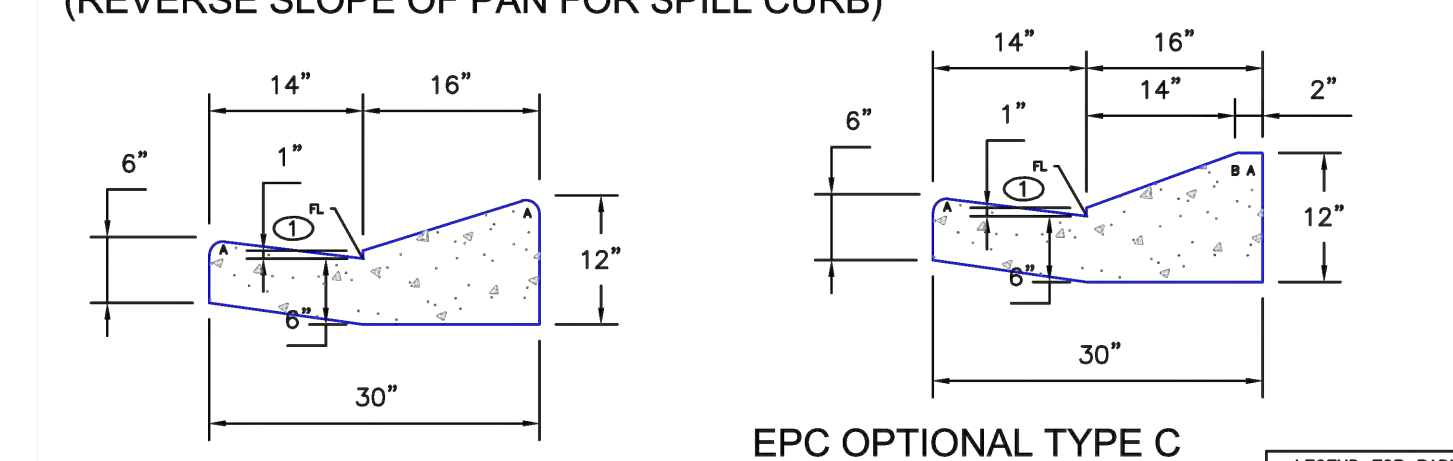 (REVERSE SLOPE OF PAN FOR SPILL CURB)
14" 16"
6" 1"
FL
1
A A
12"
6"
30"
14" 16"
14" 2"
6" 1"
FL
1
B A
A
12"
6"
30"
EPC OPTIONAL TYPE C